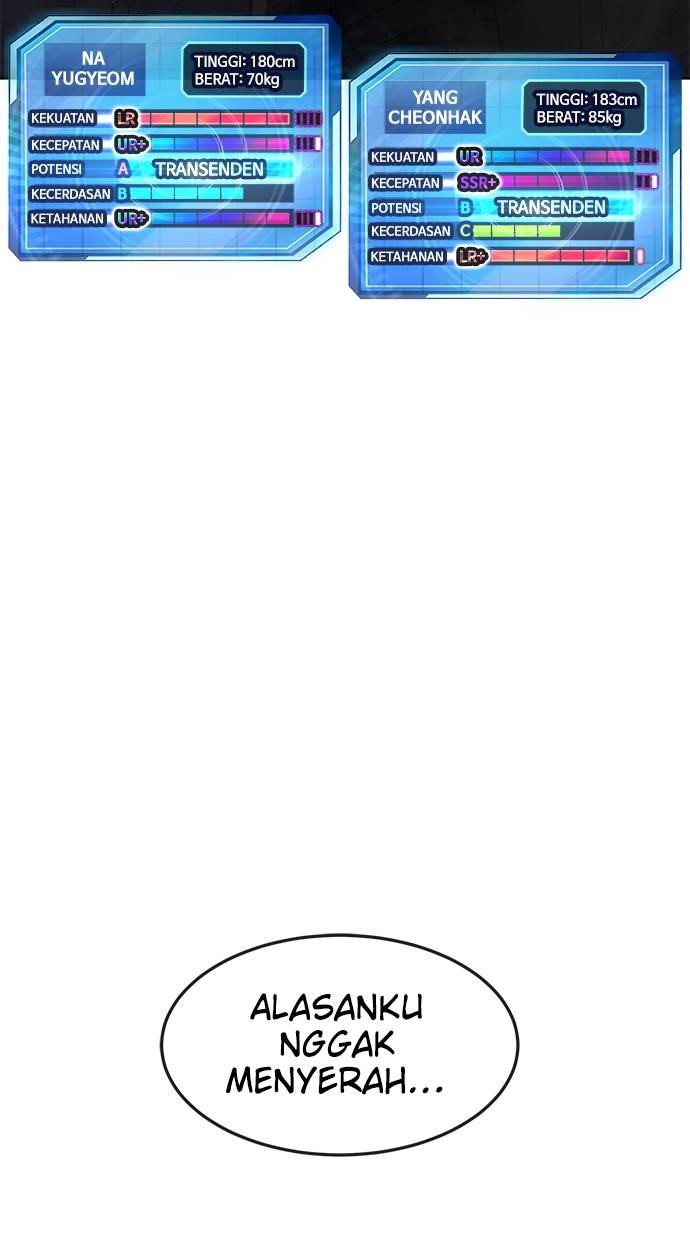 NA
YUGYEOM
TINGGI: 180cm
BERAT: 70kg
KEKUATAN LR
KECEPATAN UR+
POTENSI A TRANSENDEN
KECERDASAN B
KETAHANAN UR+
YANG
CHEONHAK
TINGGI: 183cm
BERAT: 85kg
KEKUATAN UR
KECEPATAN SSR+
POTENSI B TRANSENDEN
KECERDASAN C
KETAHANAN LR+
ALASANKU
NGGAK
MENYERAH...